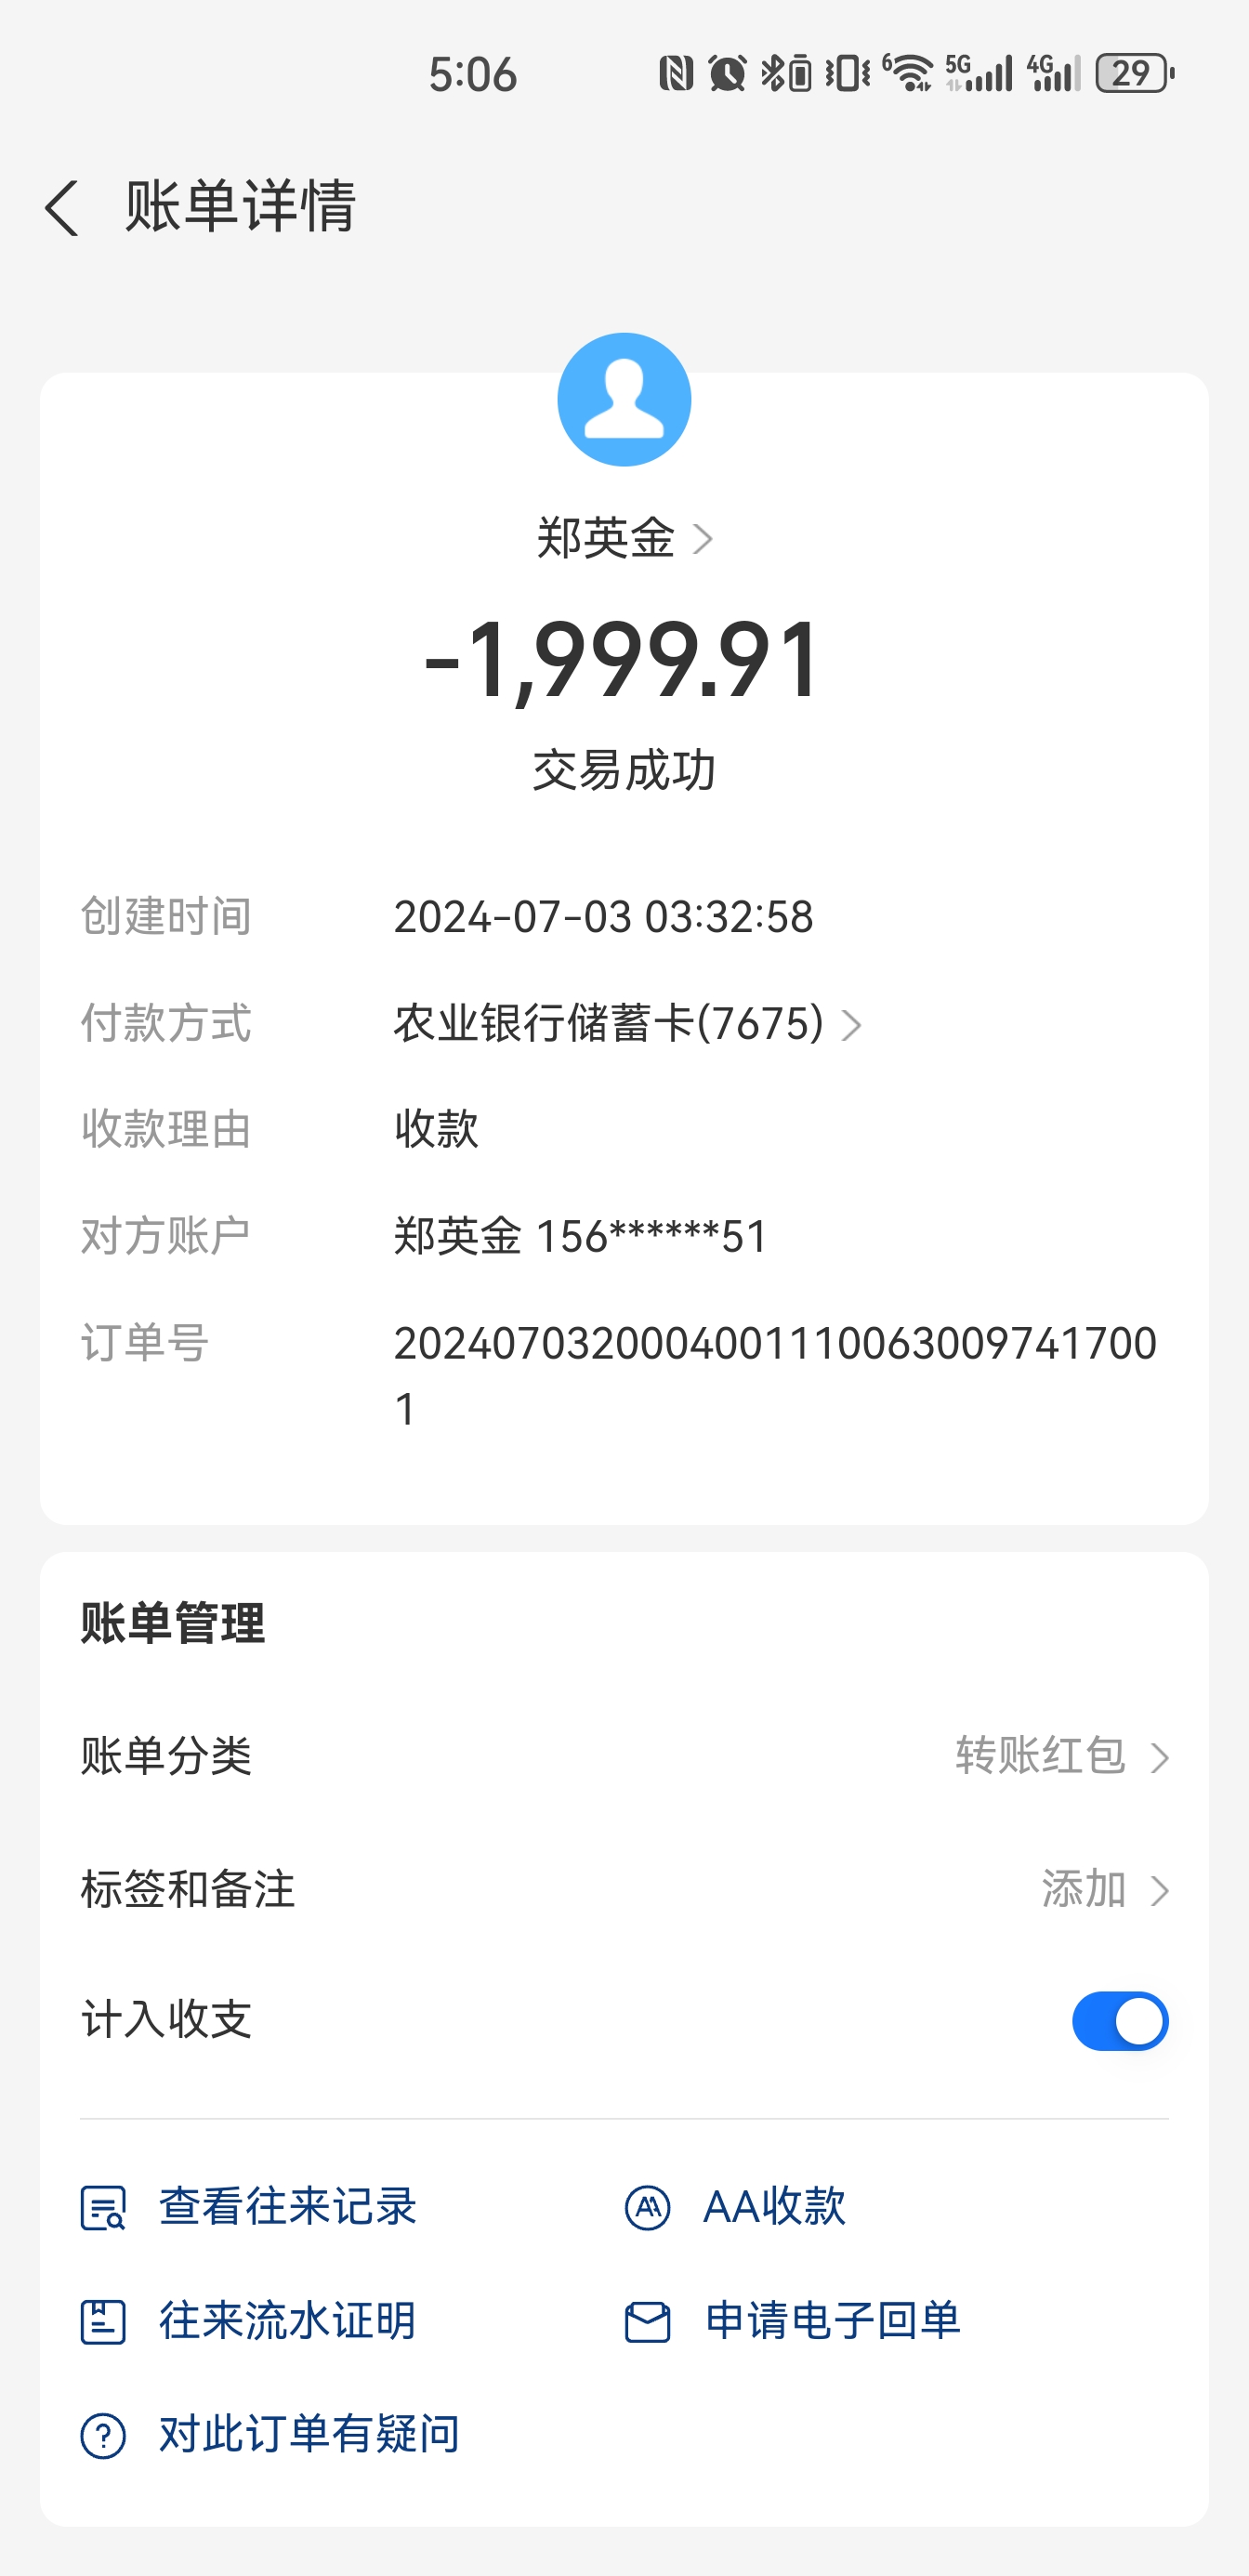 5:06
6 5G 4G 29
账单详情
郑英金
-1,999.91
交易成功
创建时间 2024-07-03 03:32:58
付款方式 农业银行储蓄卡(7675)
收款理由 收款
对方账户 郑英金 156******51
订单号 2024070320004001110063009741700
1
账单管理
账单分类 转账红包
标签和备注 添加
计入收支
查看往来记录 AA收款
往来流水证明 申请电子回单
对此订单有疑问